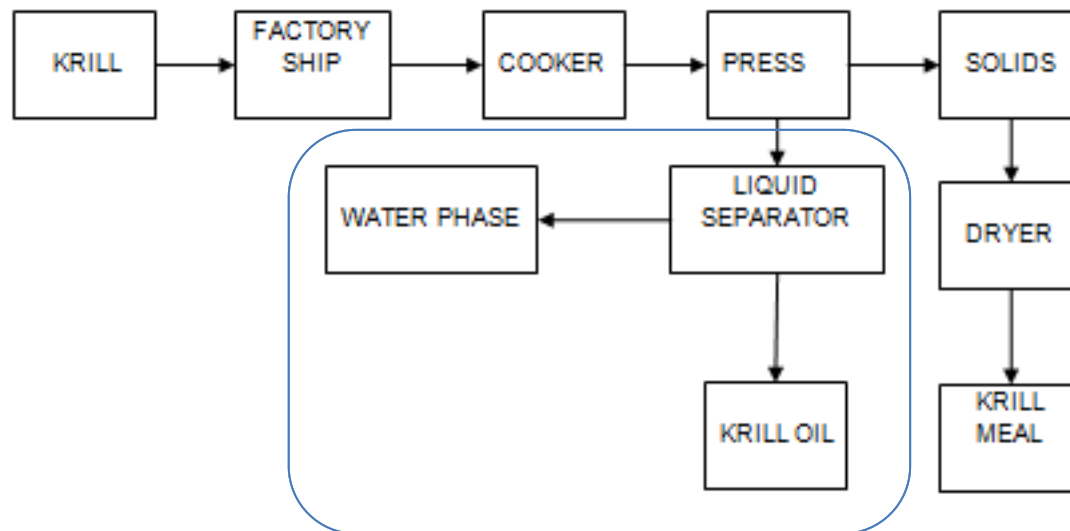 KRILL
FACTORY
SHIP
COOKER
PRESS
SOLIDS
WATER PHASE
LIQUID
SEPARATOR
DRYER
KRILL OIL
KRILL
MEAL